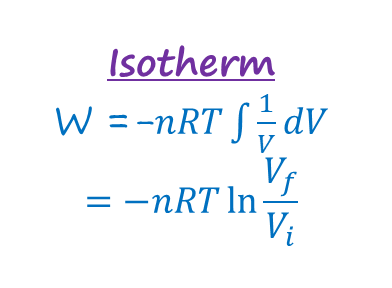 Isotherm
W = –nRT ∫ 1/V dV
= −nRT ln V_f/V_i